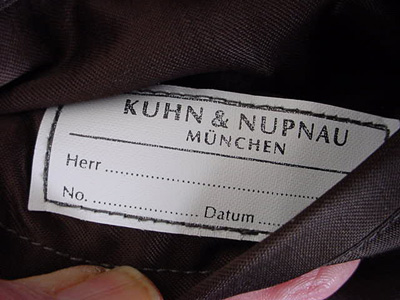 KUHN & NUPNAU
MÜNCHEN
Herr
No. Datum